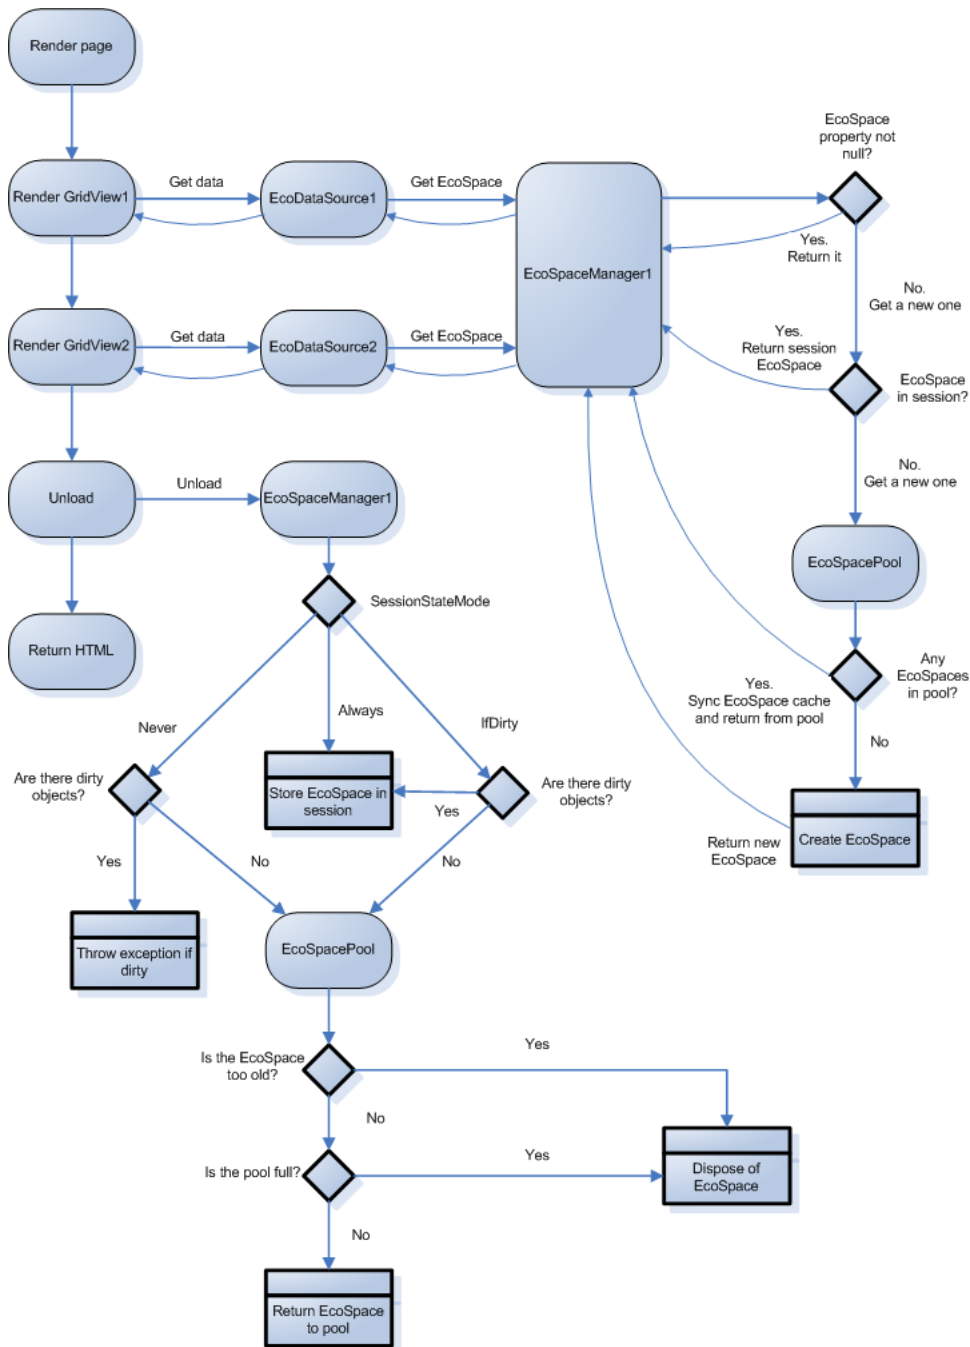 Render page
EcoSpace
property not
null?
Render GridView1
Get data
EcoDataSource1
Get EcoSpace
EcoSpaceManager1
Yes.
Return it
No.
Get a new one
Render GridView2
Get data
EcoDataSource2
Get EcoSpace
Yes.
Return session
EcoSpace
EcoSpace
in session?
No.
Get a new one
Unload
Unload
EcoSpaceManager1
EcoSpacePool
SessionStateMode
Return HTML
Any
EcoSpaces
in pool?
Yes.
Sync EcoSpace cache
and return from pool
Never
Always
IfDirty
No
Are there dirty
objects?
Store EcoSpace in
session
Yes
Are there dirty
objects?
Return new
EcoSpace
Create EcoSpace
Yes
No
No
Throw exception if
dirty
EcoSpacePool
Is the EcoSpace
too old?
Yes
No
Is the pool full?
Yes
Dispose of
EcoSpace
No
Return EcoSpace
to pool